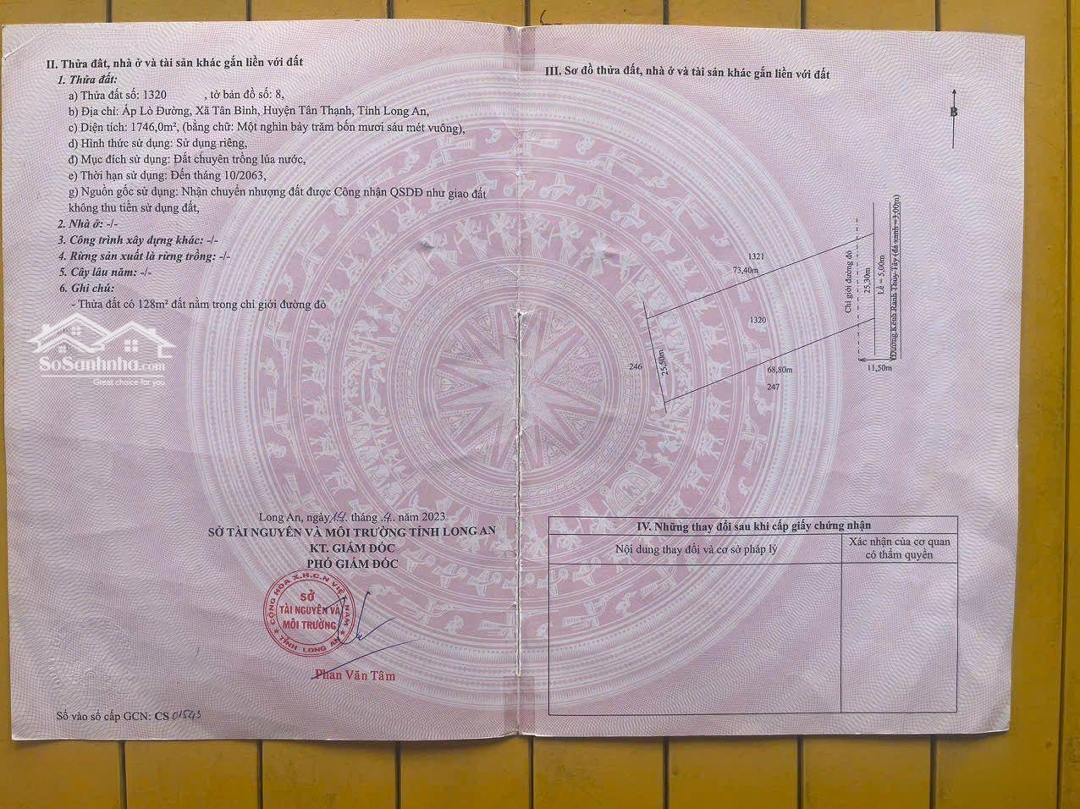 II. Thửa đất, nhà ở và tài sản khác gắn liền với đất
1. Thửa đất:
a) Thửa đất số: 1320 , tờ bản đồ số: 8,
b) Địa chỉ: Ấp Lò Đường, Xã Tân Bình, Huyện Tân Thạnh, Tỉnh Long An,
c) Diện tích: 1746,0m², (bằng chữ: Một nghìn bảy trăm bốn mươi sáu mét vuông),
d) Hình thức sử dụng: Sử dụng riêng,
đ) Mục đích sử dụng: Đất chuyên trồng lúa nước,
e) Thời hạn sử dụng: Đến tháng 10/2063,
g) Nguồn gốc sử dụng: Nhận chuyển nhượng đất được Công nhận QSDĐ như giao đất
không thu tiền sử dụng đất,
2. Nhà ở: -/-
3. Công trình xây dựng khác: -/-
4. Rừng sản xuất là rừng trồng: -/-
5. Cây lâu năm: -/-
6. Ghi chú:
- Thửa đất có 128m² đất nằm trong chỉ giới đường đỏ
SoSanhnha.com
Great choice for you
Long An, ngày 14 tháng 4 năm 2023
SỞ TÀI NGUYÊN VÀ MÔI TRƯỜNG TỈNH LONG AN
KT. GIÁM ĐỐC
PHÓ GIÁM ĐỐC
CỘNG HÒA X.H.C.N VIỆT NAM
SỞ
TÀI NGUYÊN VÀ
MÔI TRƯỜNG
TỈNH LONG AN
Phan Văn Tâm
Số vào sổ cấp GCN: CS 01543
III. Sơ đồ thửa đất, nhà ở và tài sản khác gắn liền với đất
B
1321
73,40m
1320
246
25,50m
68,80m
247
Chỉ giới đường đỏ
25,30m
Lề = 5,00m
11,50m
IV. Những thay đổi sau khi cấp giấy chứng nhận
Nội dung thay đổi và cơ sở pháp lý
Xác nhận của cơ quan
có thẩm quyền